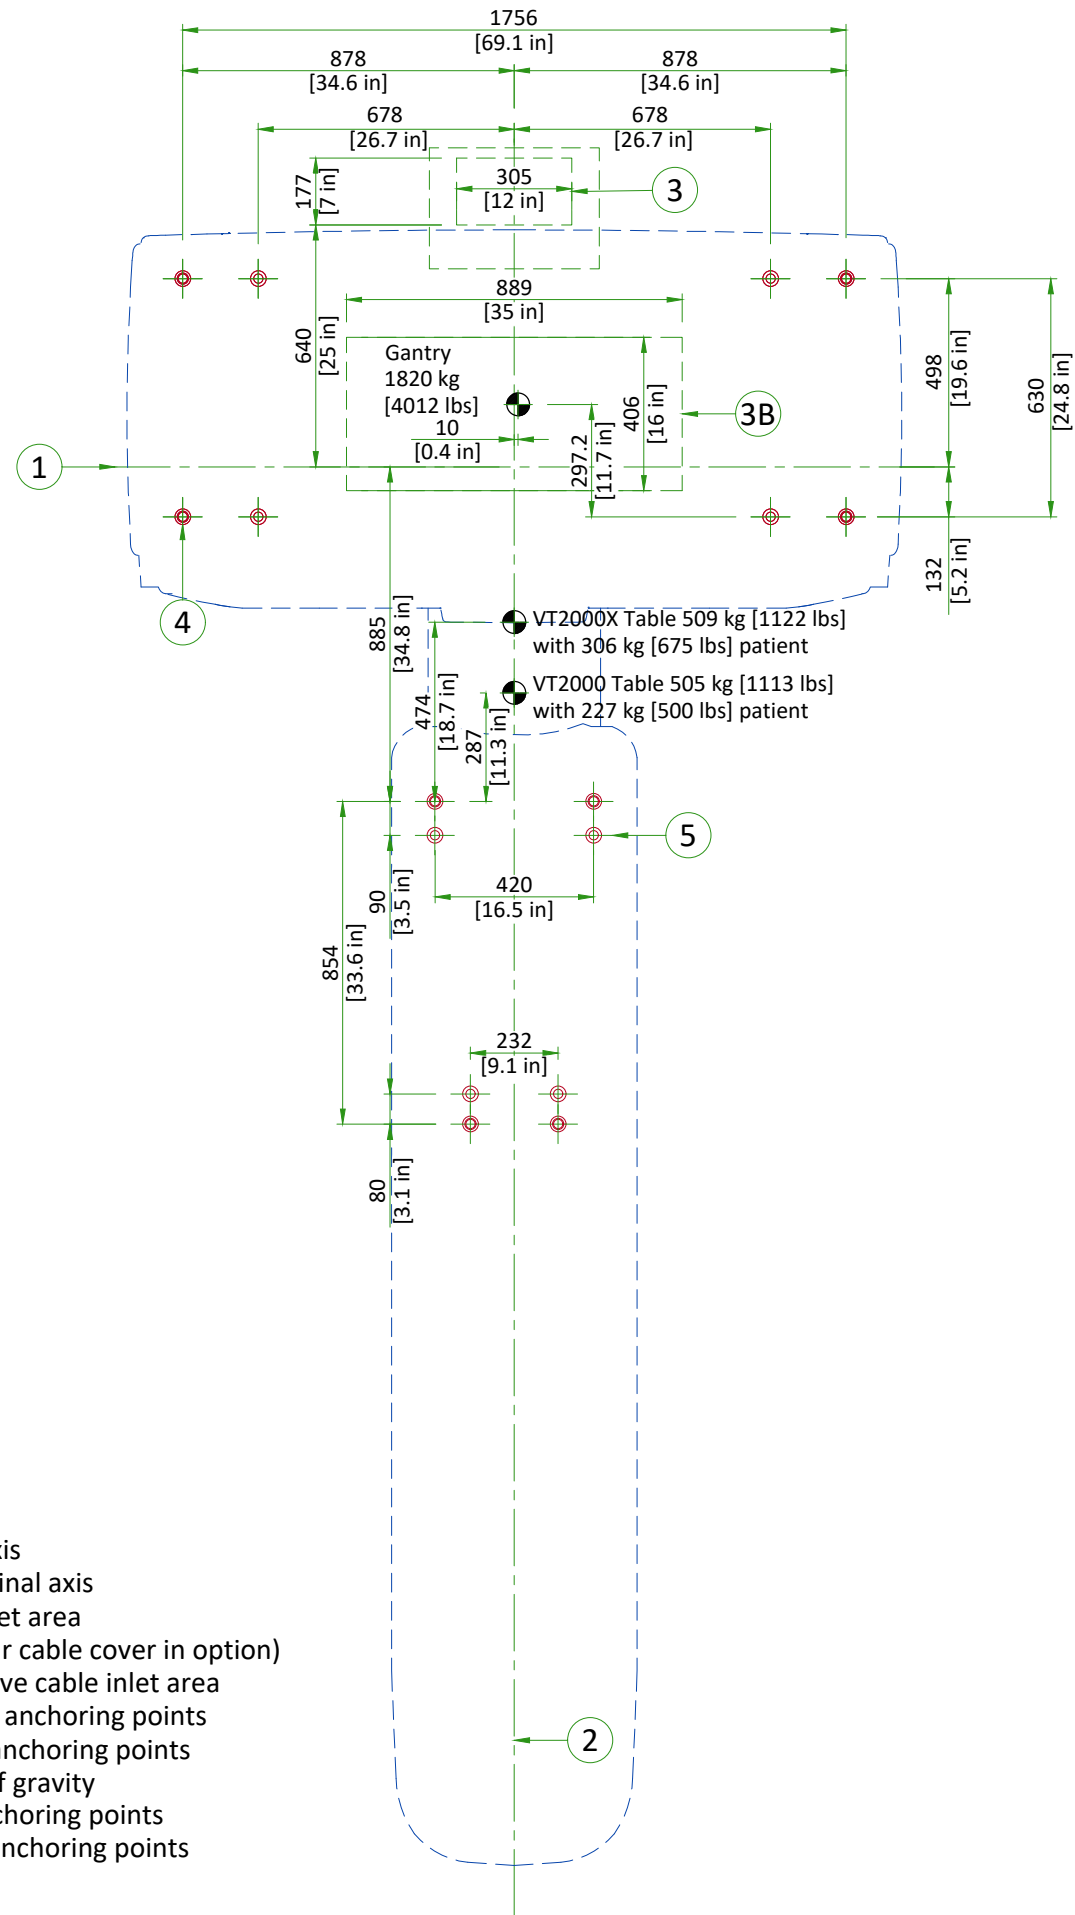 1756
[69.1 in]
878
[34.6 in]
878
[34.6 in]
678
[26.7 in]
678
[26.7 in]
177
[7 in]
305
[12 in]
3
889
[35 in]
640
[25 in]
Gantry
1820 kg
[4012 lbs]
10
[0.4 in]
406
[16 in]
3B
297.2
[11.7 in]
498
[19.6 in]
630
[24.8 in]
1
132
[5.2 in]
4
885
[34.8 in]
VT2000X Table 509 kg [1122 lbs]
with 306 kg [675 lbs] patient
VT2000 Table 505 kg [1113 lbs]
with 227 kg [500 lbs] patient
474
[18.7 in]
287
[11.3 in]
5
420
[16.5 in]
90
[3.5 in]
854
[33.6 in]
232
[9.1 in]
80
[3.1 in]
xis
inal axis
et area
r cable cover in option)
ve cable inlet area
anchoring points
anchoring points
f gravity
choring points
anchoring points
2